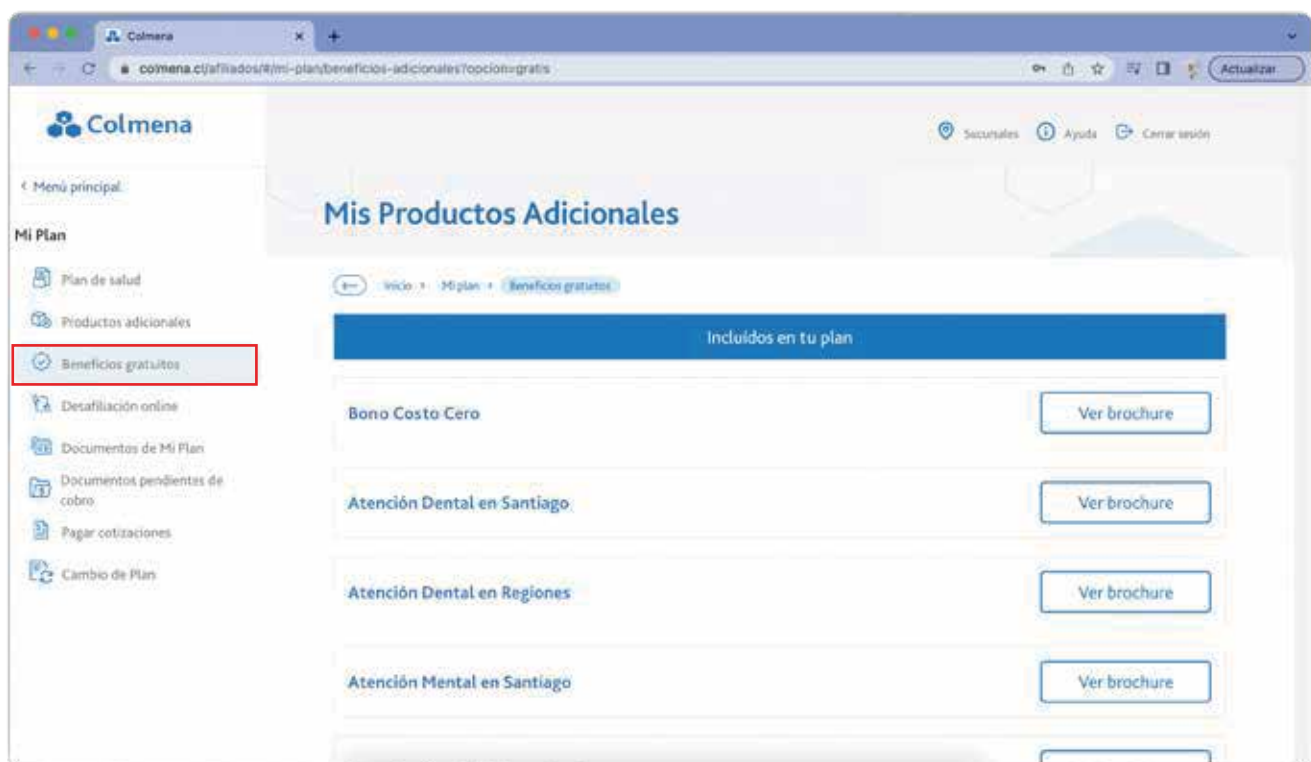 Colmena
colmena.cl/afiliados/#/mi-plan/beneficios-adicionales?opcion=gratis
Actualizar
Colmena
Sucursales Ayuda Cerrar sesión
Menú principal
Mis Productos Adicionales
Mi Plan
Plan de salud
Inicio Mi plan Beneficios gratuitos
Productos adicionales
Incluídos en tu plan
Beneficios gratuitos
Desafiliación online
Bono Costo Cero Ver brochure
Documentos de Mi Plan
Documentos pendientes de
cobro
Atención Dental en Santiago Ver brochure
Pagar cotizaciones
Cambio de Plan
Atención Dental en Regiones Ver brochure
Atención Mental en Santiago Ver brochure